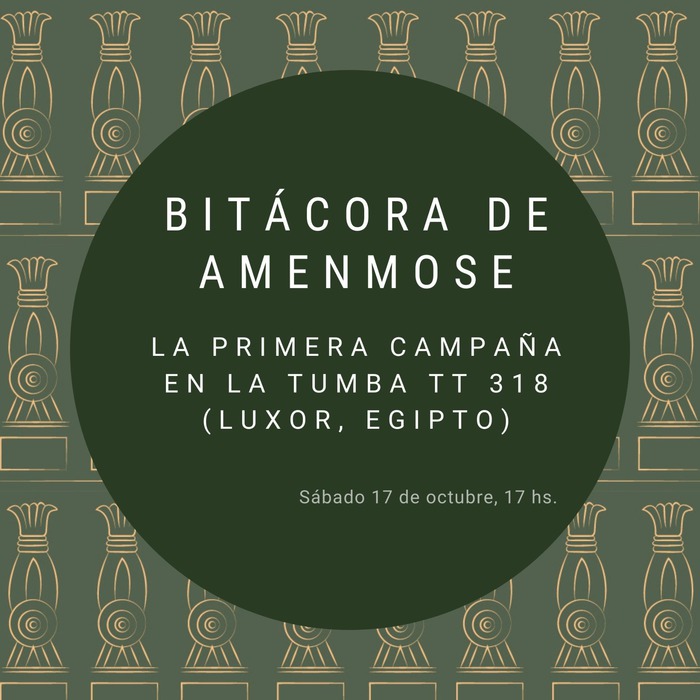 BITÁCORA DE
AMENMOSE
LA PRIMERA CAMPAÑA
EN LA TUMBA TT 318
(LUXOR, EGIPTO)
Sábado 17 de octubre, 17 hs.